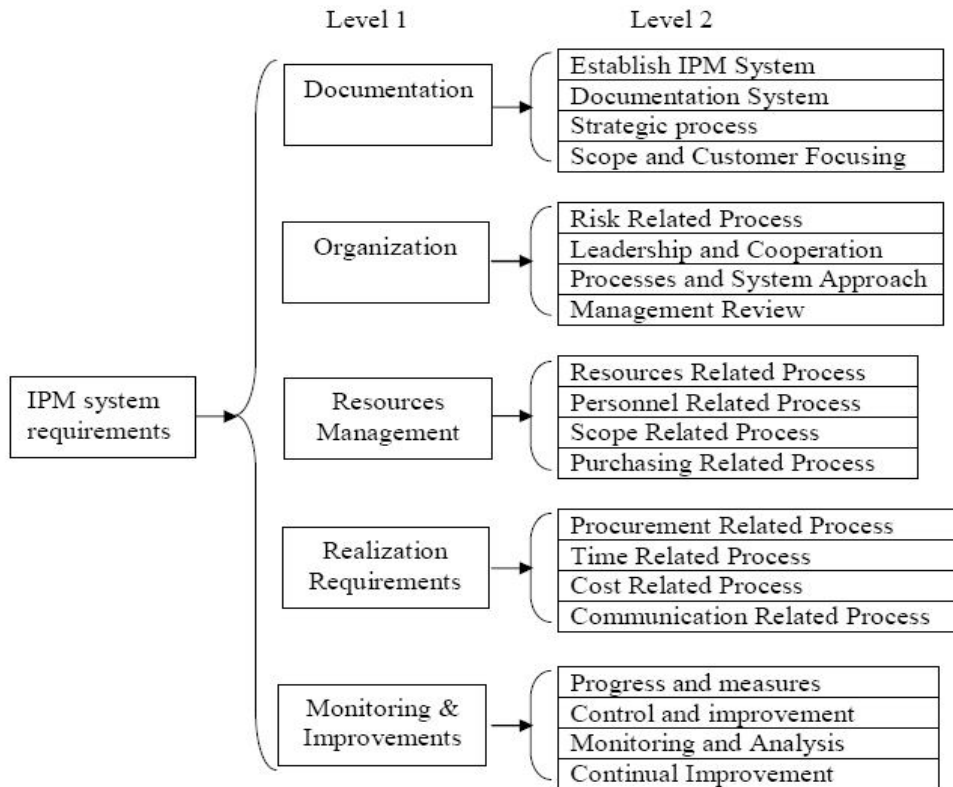 Level 1
Level 2
IPM system
requirements
Documentation
Establish IPM System
Documentation System
Strategic process
Scope and Customer Focusing
Organization
Risk Related Process
Leadership and Cooperation
Processes and System Approach
Management Review
Resources
Management
Resources Related Process
Personnel Related Process
Scope Related Process
Purchasing Related Process
Realization
Requirements
Procurement Related Process
Time Related Process
Cost Related Process
Communication Related Process
Monitoring &
Improvements
Progress and measures
Control and improvement
Monitoring and Analysis
Continual Improvement